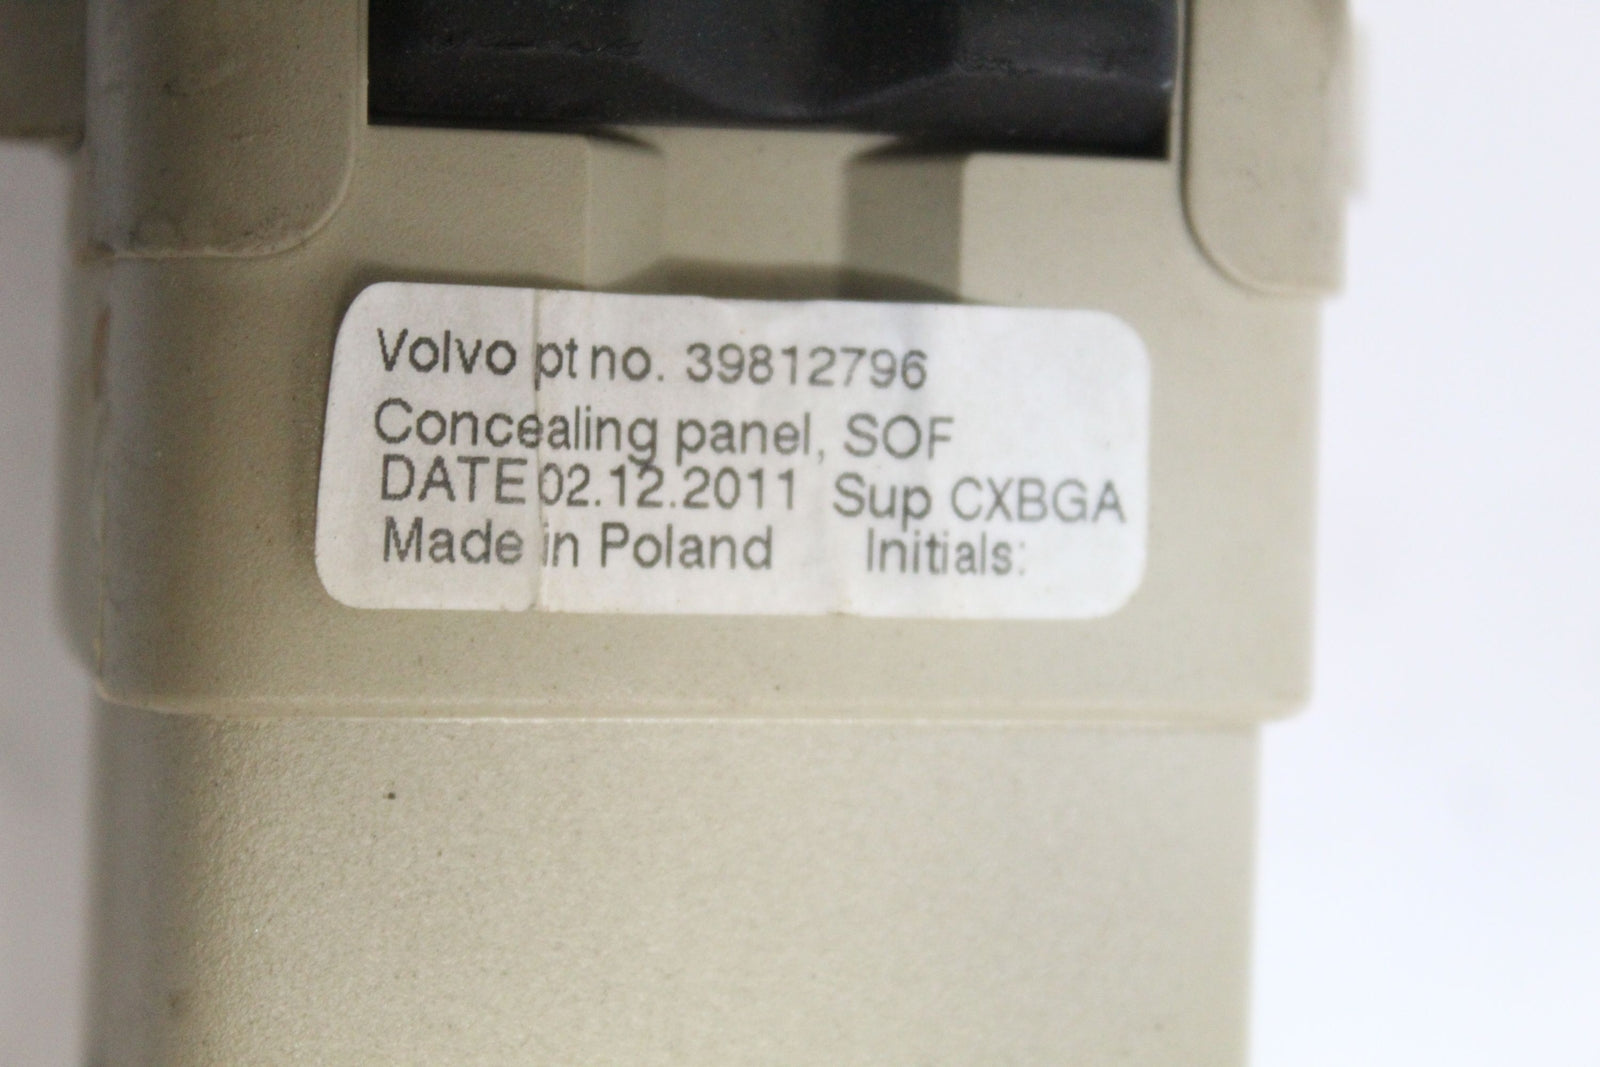 Volvo pt no. 39812796
Concealing panel, SOF
DATE 02.12.2011 Sup CXBGA
Made in Poland Initials: